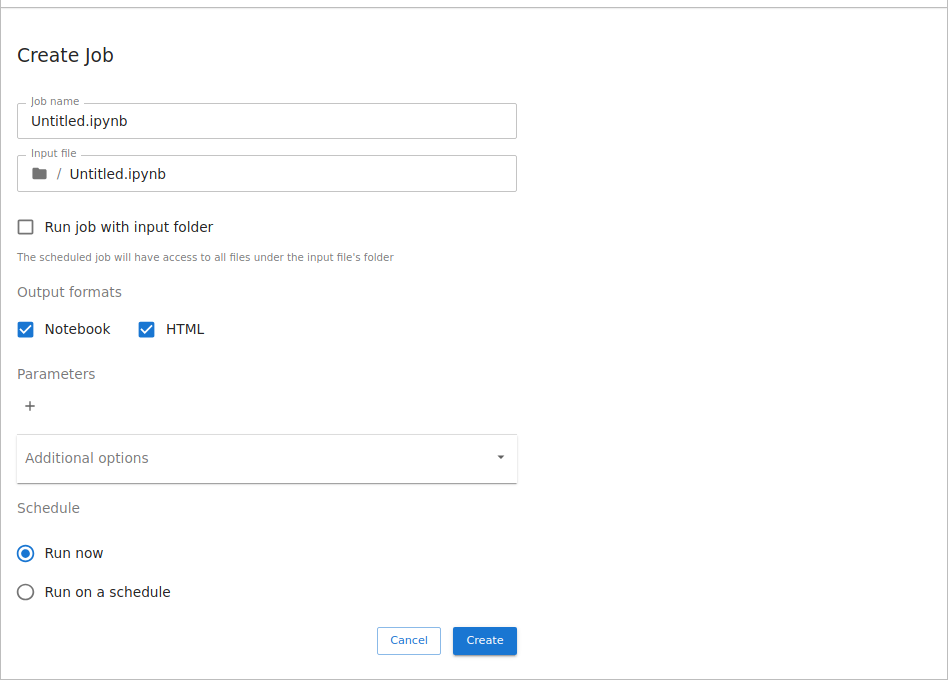 Create Job
Job name
Untitled.ipynb
Input file
/ Untitled.ipynb
Run job with input folder
The scheduled job will have access to all files under the input file's folder
Output formats
Notebook HTML
Parameters
+
Additional options
Schedule
Run now
Run on a schedule
Cancel Create